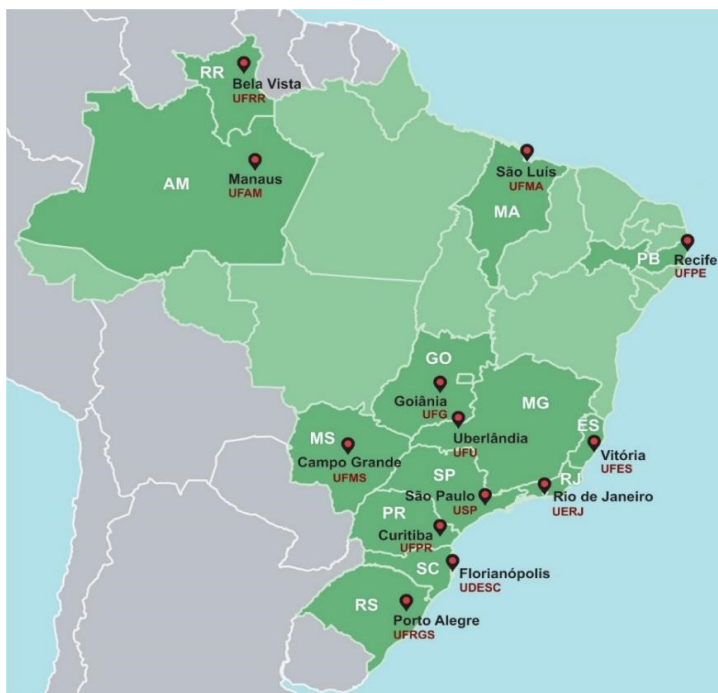 RR
Bela Vista
UFRR
AM
Manaus
UFAM
São Luís
UFMA
MA
PB
Recife
UFPE
GO
Goiânia
UFG
MG
Uberlândia
UFU
ES
Vitória
UFES
MS
Campo Grande
UFMS
SP
São Paulo
USP
RJ
Rio de Janeiro
UERJ
PR
Curitiba
UFPR
SC
Florianópolis
UDESC
RS
Porto Alegre
UFRGS